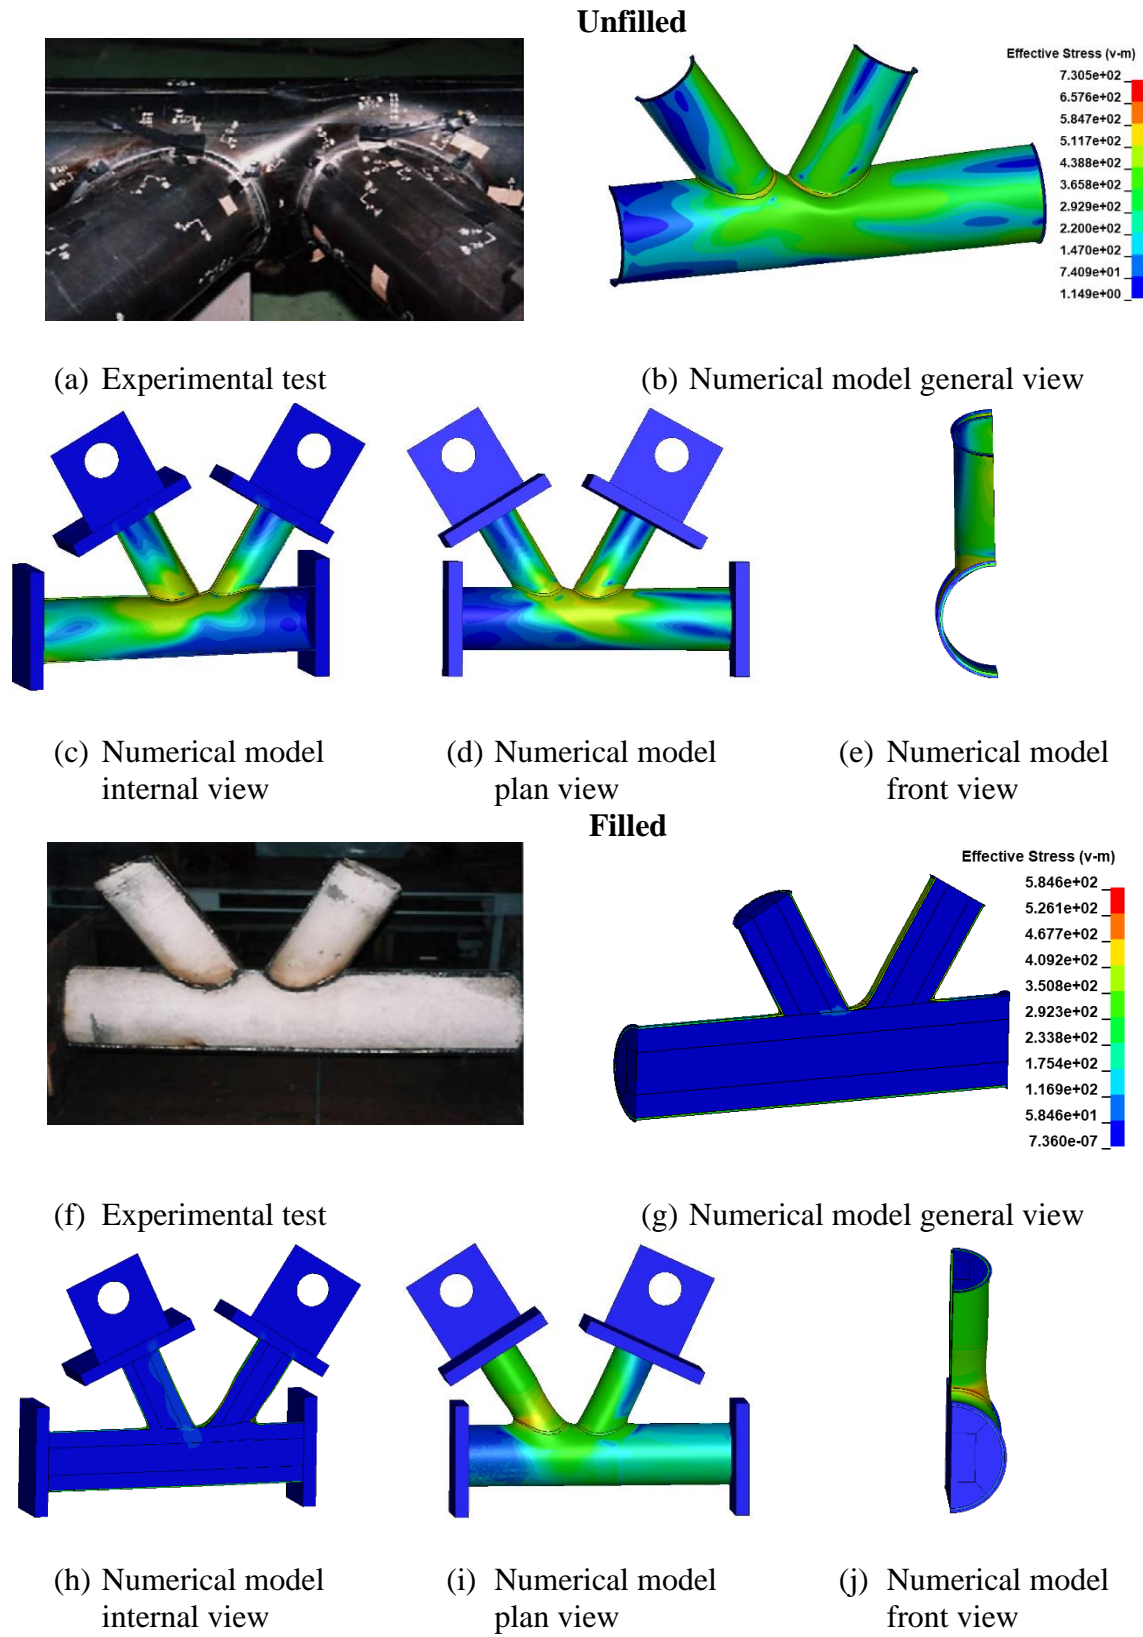 Unfilled
Effective Stress (v-m)
7.305e+02
6.576e+02
5.847e+02
5.117e+02
4.388e+02
3.658e+02
2.929e+02
2.200e+02
1.470e+02
7.409e+01
1.149e+00
(a) Experimental test
(b) Numerical model general view
(c) Numerical model
internal view
(d) Numerical model
plan view
(e) Numerical model
front view
Filled
Effective Stress (v-m)
5.846e+02
5.261e+02
4.677e+02
4.092e+02
3.508e+02
2.923e+02
2.338e+02
1.754e+02
1.169e+02
5.846e+01
7.360e-07
(f) Experimental test
(g) Numerical model general view
(h) Numerical model
internal view
(i) Numerical model
plan view
(j) Numerical model
front view